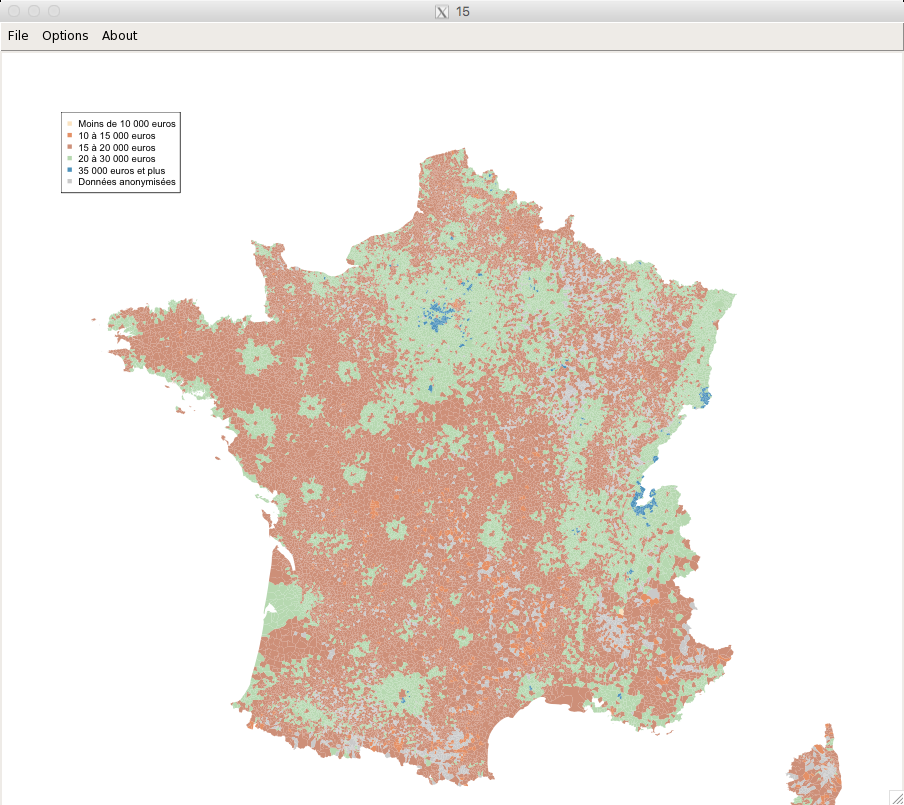 15
File Options About
Moins de 10 000 euros
10 à 15 000 euros
15 à 20 000 euros
20 à 30 000 euros
35 000 euros et plus
Données anonymisées